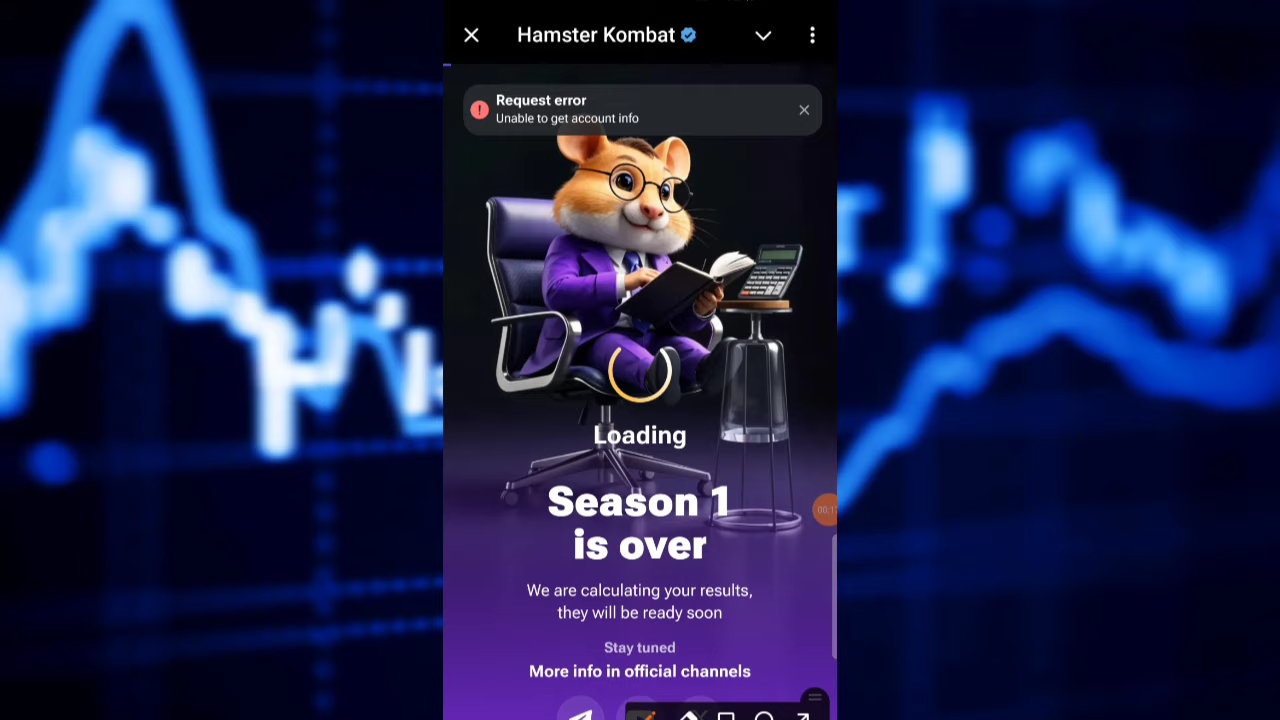 Hamster Kombat
Request error
Unable to get account info
Loading
Season 1
is over
We are calculating your results,
they will be ready soon
Stay tuned
More info in official channels